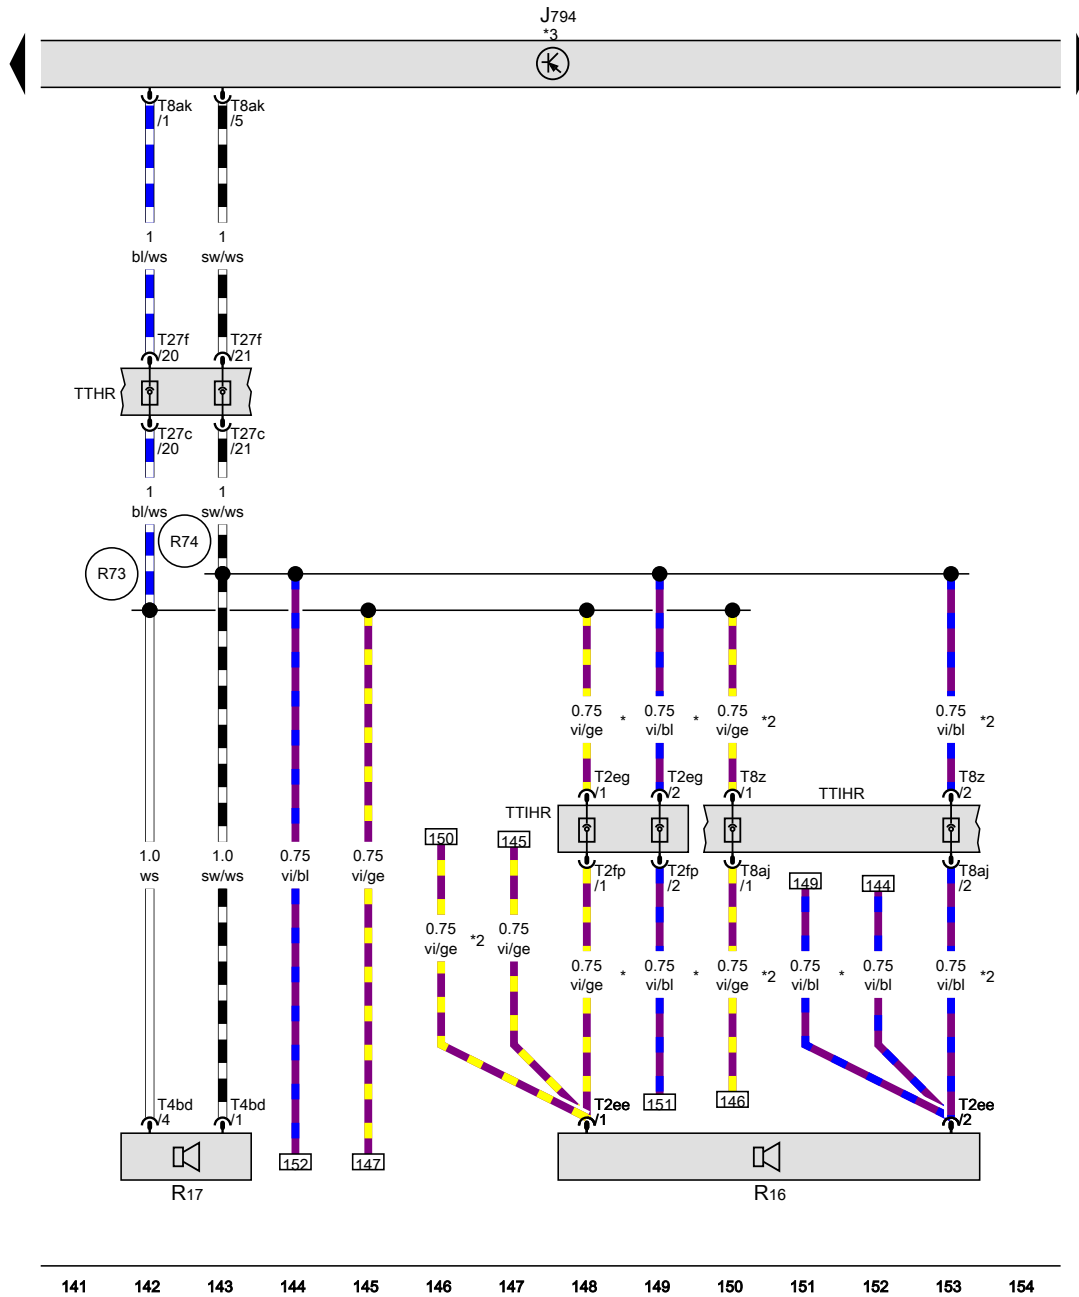 J794
*3
T8ak
/1
T8ak
/5
1
bl/ws
1
sw/ws
T27f
/20
T27f
/21
TTHR
T27c
/20
T27c
/21
1
bl/ws
1
sw/ws
R74
R73
0.75
vi/ge
*
0.75
vi/bl
*
0.75
vi/ge
*2
0.75
vi/bl
*2
T2eg
/1
T2eg
/2
T8z
/1
T8z
/2
TTIHR
TTIHR
150
145
1.0
ws
1.0
sw/ws
0.75
vi/bl
0.75
vi/ge
T2fp
/1
T2fp
/2
T8aj
/1
T8aj
/2
149
144
0.75
vi/ge
*2
0.75
vi/ge
0.75
vi/ge
*
0.75
vi/bl
*
0.75
vi/ge
*2
0.75
vi/bl
*
0.75
vi/bl
0.75
vi/bl
*2
151
146
T4bd
/4
T4bd
/1
T2ee
/1
T2ee
/2
152
147
R17
R16
141 142 143 144 145 146 147 148 149 150 151 152 153 154